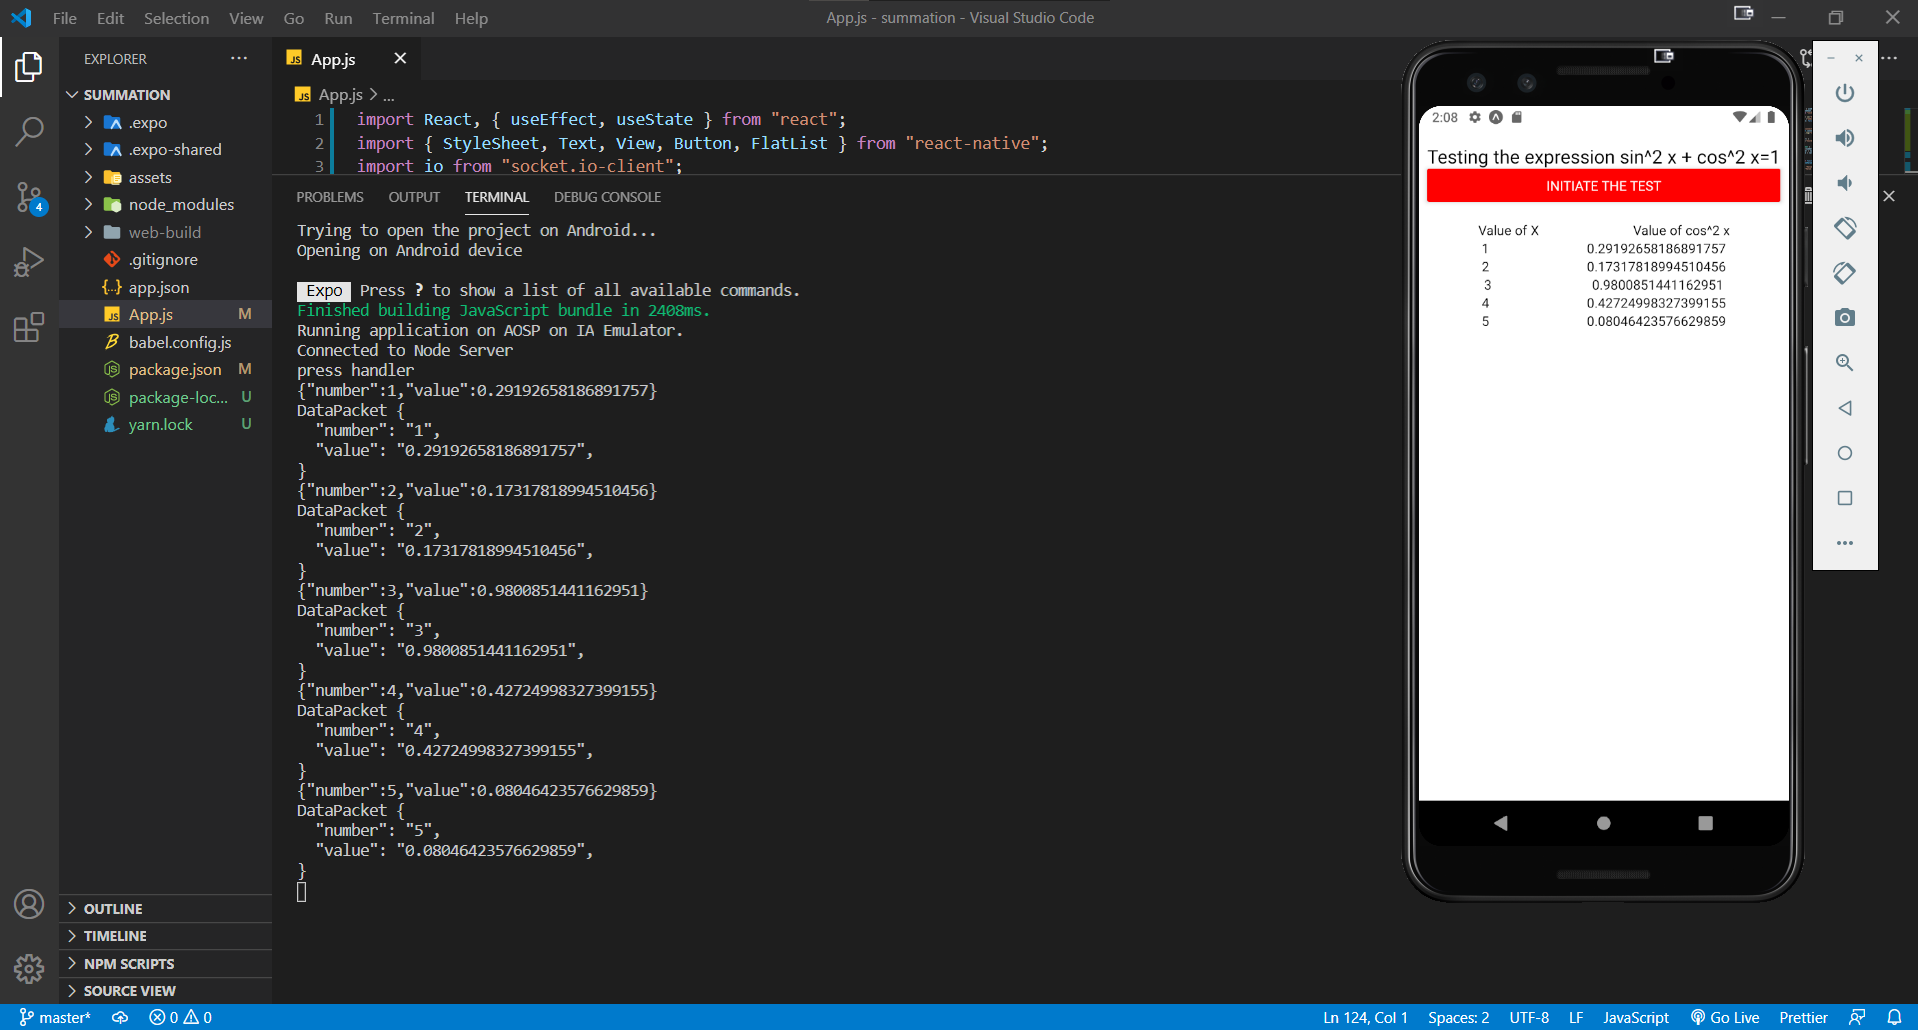 File Edit Selection View Go Run Terminal Help
App.js - summation - Visual Studio Code
EXPLORER
SUMMATION
.expo
.expo-shared
assets
node_modules
web-build
.gitignore
app.json
App.js M
babel.config.js
package.json M
package-loc... U
yarn.lock U
OUTLINE
TIMELINE
NPM SCRIPTS
SOURCE VIEW
4
JS App.js
JS App.js > ...
1 import React, { useEffect, useState } from "react";
2 import { StyleSheet, Text, View, Button, FlatList } from "react-native";
3 import io from "socket.io-client";
PROBLEMS OUTPUT TERMINAL DEBUG CONSOLE
Trying to open the project on Android...
Opening on Android device
Expo Press ? to show a list of all available commands.
Finished building JavaScript bundle in 2408ms.
Running application on AOSP on IA Emulator.
Connected to Node Server
press handler
{"number":1,"value":0.29192658186891757}
DataPacket {
"number": "1",
"value": "0.29192658186891757",
}
{"number":2,"value":0.17317818994510456}
DataPacket {
"number": "2",
"value": "0.17317818994510456",
}
{"number":3,"value":0.9800851441162951}
DataPacket {
"number": "3",
"value": "0.9800851441162951",
}
{"number":4,"value":0.42724998327399155}
DataPacket {
"number": "4",
"value": "0.42724998327399155",
}
{"number":5,"value":0.08046423576629859}
DataPacket {
"number": "5",
"value": "0.08046423576629859",
}
2:08
Testing the expression sin^2 x + cos^2 x=1
INITIATE THE TEST
Value of X Value of cos^2 x
1 0.29192658186891757
2 0.17317818994510456
3 0.9800851441162951
4 0.42724998327399155
5 0.08046423576629859
master* 0 0
Ln 124, Col 1 Spaces: 2 UTF-8 LF JavaScript Go Live Prettier